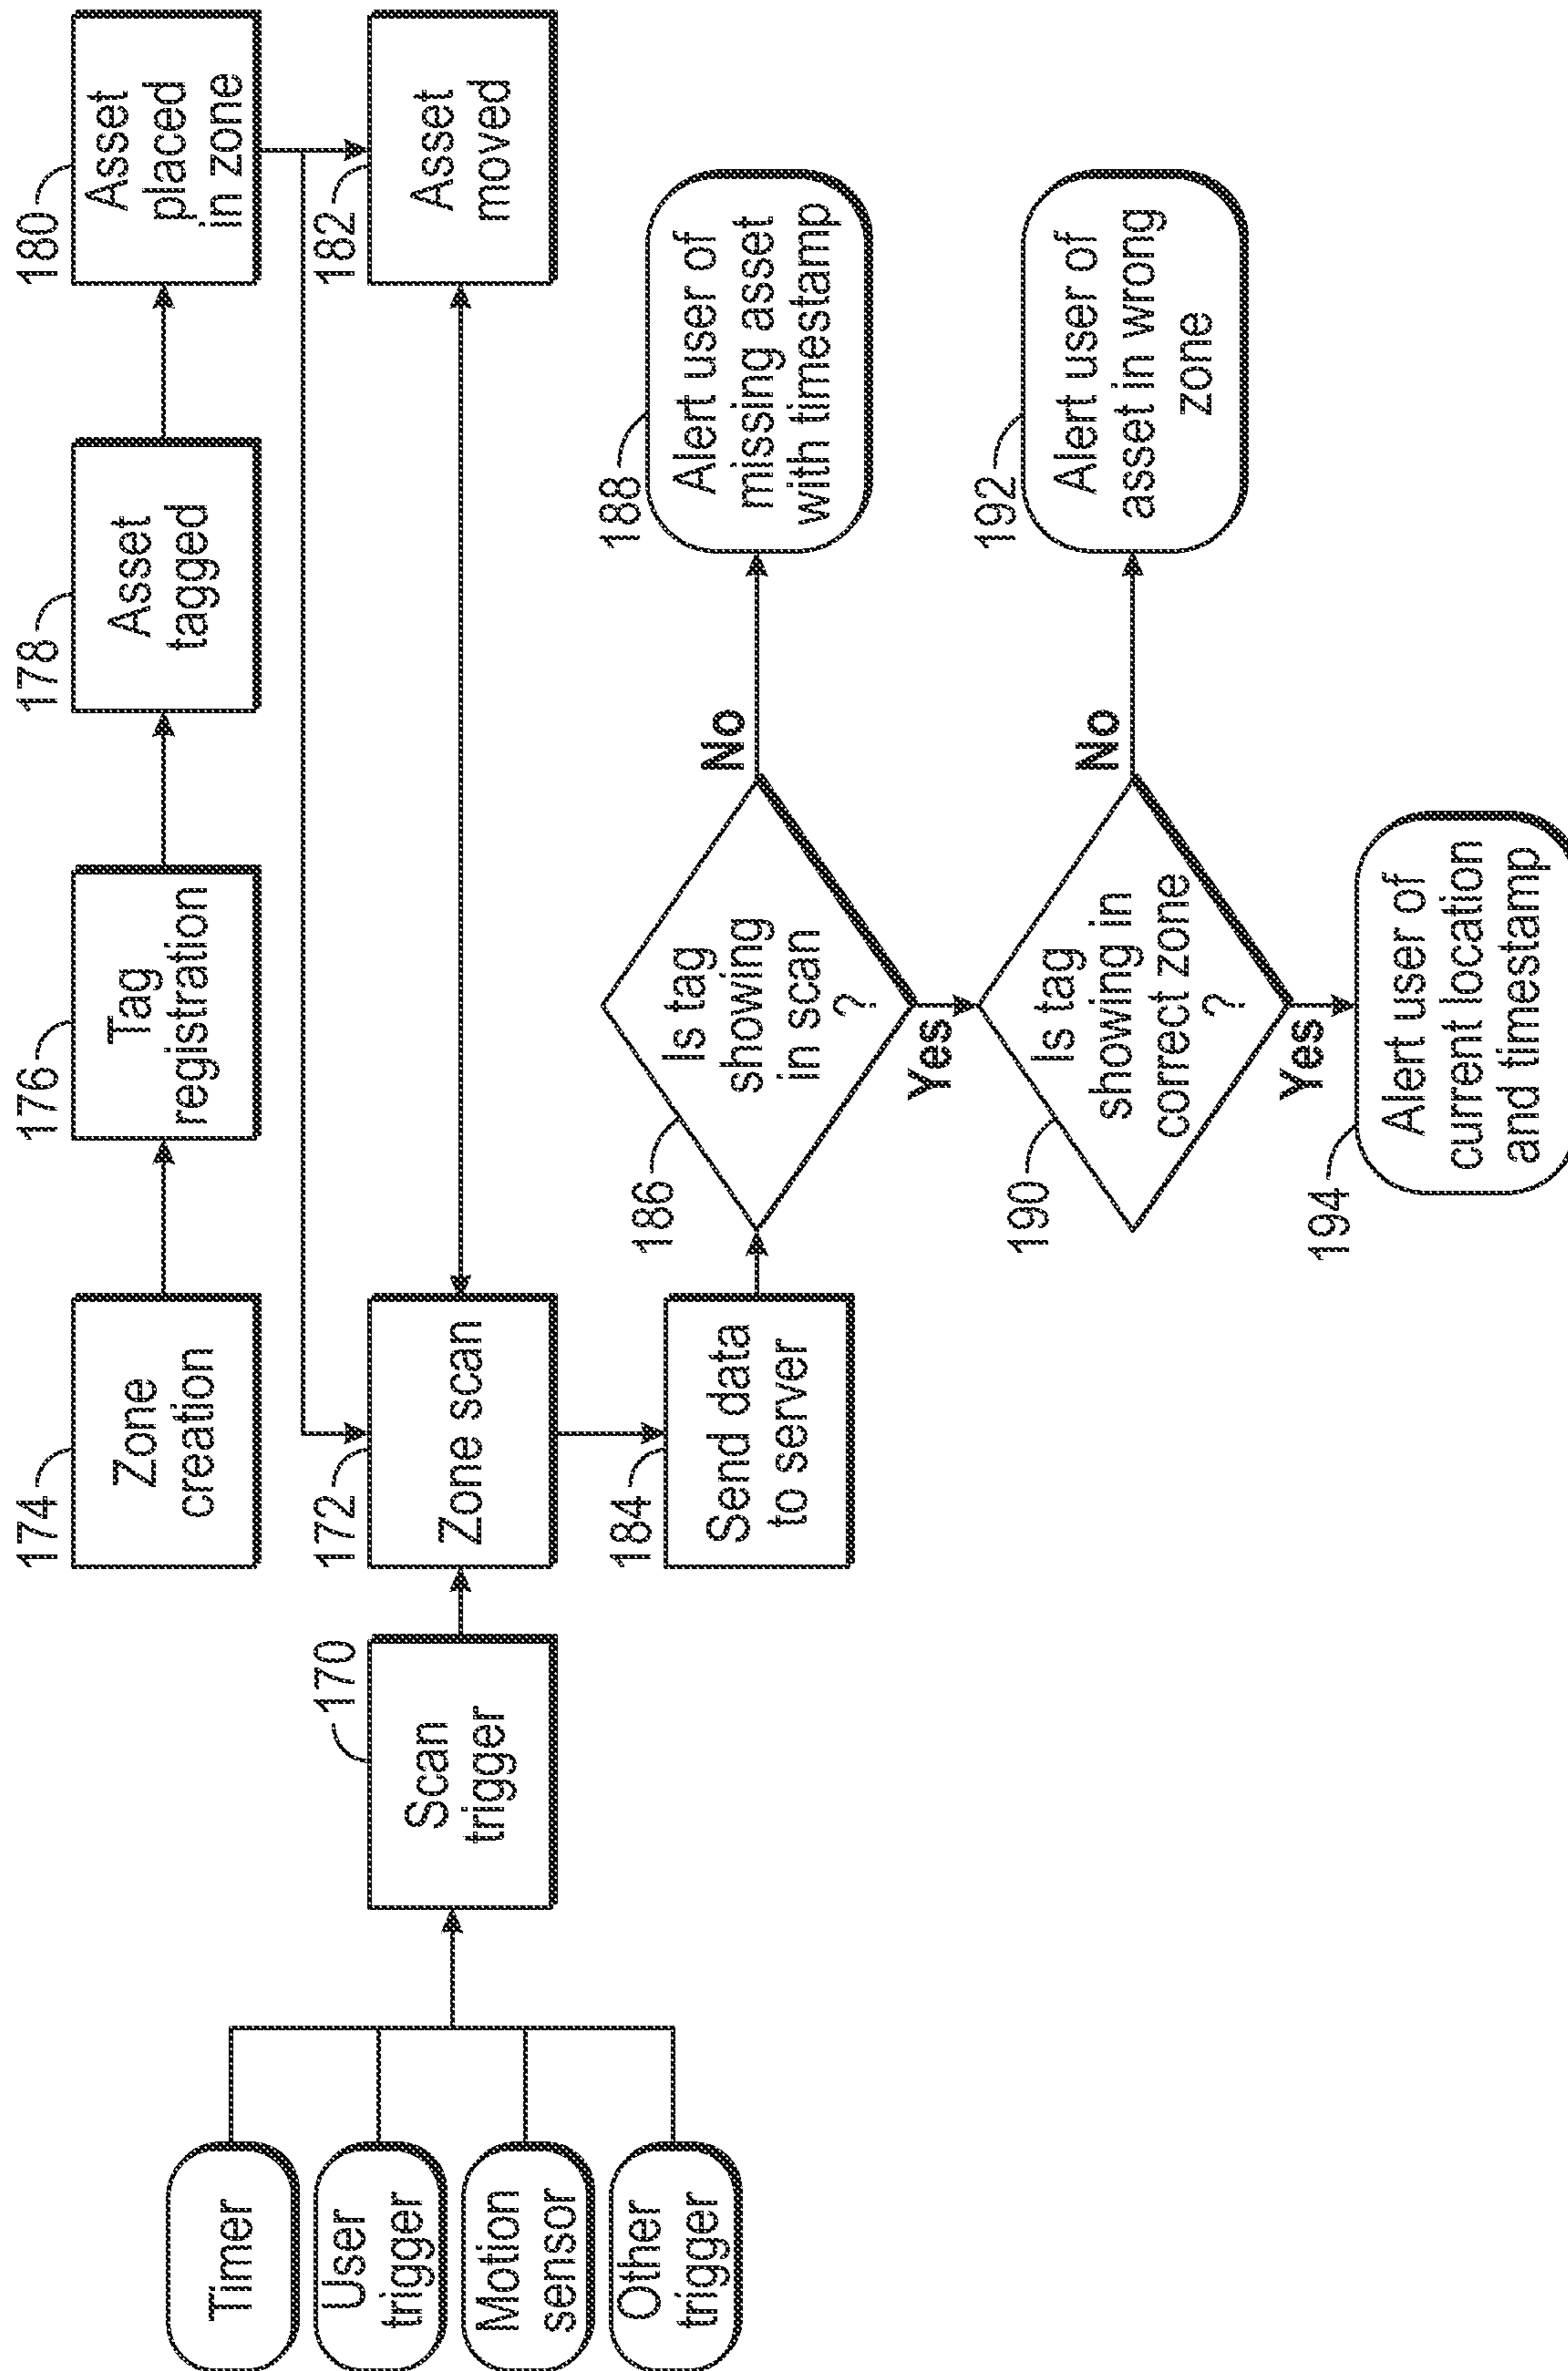 174
Zone
creation
176
Tag
registration
178
Asset
tagged
180
Asset
placed
in zone
Timer
User
trigger
Motion
sensor
Other
trigger
170
Scan
trigger
172
Zone scan
182
Asset
moved
184
Send data
to server
186
Is tag
showing
in scan
?
No
Yes
188
Alert user of
missing asset
with timestamp
190
Is tag
showing in
correct zone
?
No
Yes
192
Alert user of
asset in wrong
zone
194
Alert user of
current location
and timestamp